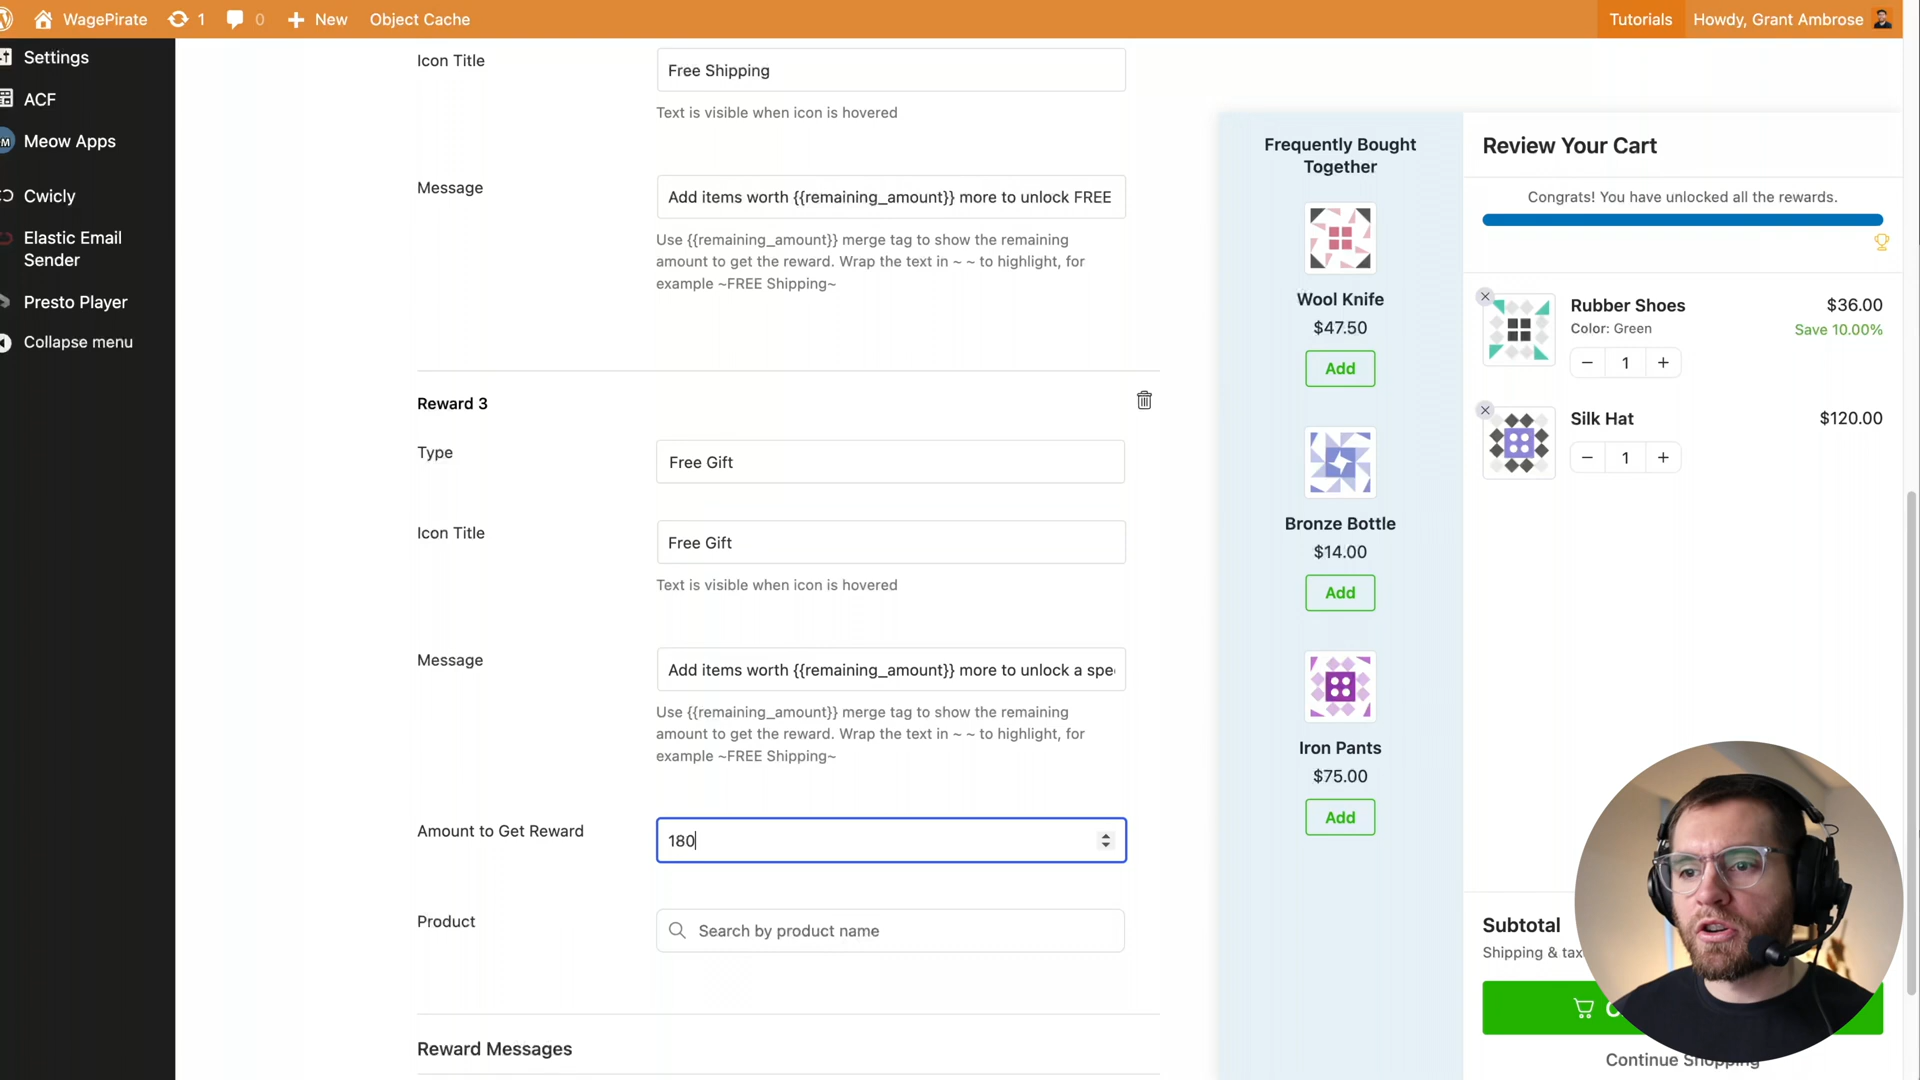 WagePirate
1
0
New
Object Cache
Tutorials
Howdy, Grant Ambrose
Settings
ACF
Meow Apps
Cwicly
Elastic Email
Sender
Presto Player
Collapse menu
Icon Title
Free Shipping
Text is visible when icon is hovered
Message
Add items worth {{remaining_amount}} more to unlock FREE
Use {{remaining_amount}} merge tag to show the remaining
amount to get the reward. Wrap the text in ~ ~ to highlight, for
example ~FREE Shipping~
Reward 3
Type
Free Gift
Icon Title
Free Gift
Text is visible when icon is hovered
Message
Add items worth {{remaining_amount}} more to unlock a spe
Use {{remaining_amount}} merge tag to show the remaining
amount to get the reward. Wrap the text in ~ ~ to highlight, for
example ~FREE Shipping~
Amount to Get Reward
180
Product
Search by product name
Reward Messages
Frequently Bought
Together
Wool Knife
$47.50
Add
Bronze Bottle
$14.00
Add
Iron Pants
$75.00
Add
Review Your Cart
Congrats! You have unlocked all the rewards.
Rubber Shoes
$36.00
Color: Green
Save 10.00%
1
Silk Hat
$120.00
1
Subtotal
Shipping & tax
Continue Shopping